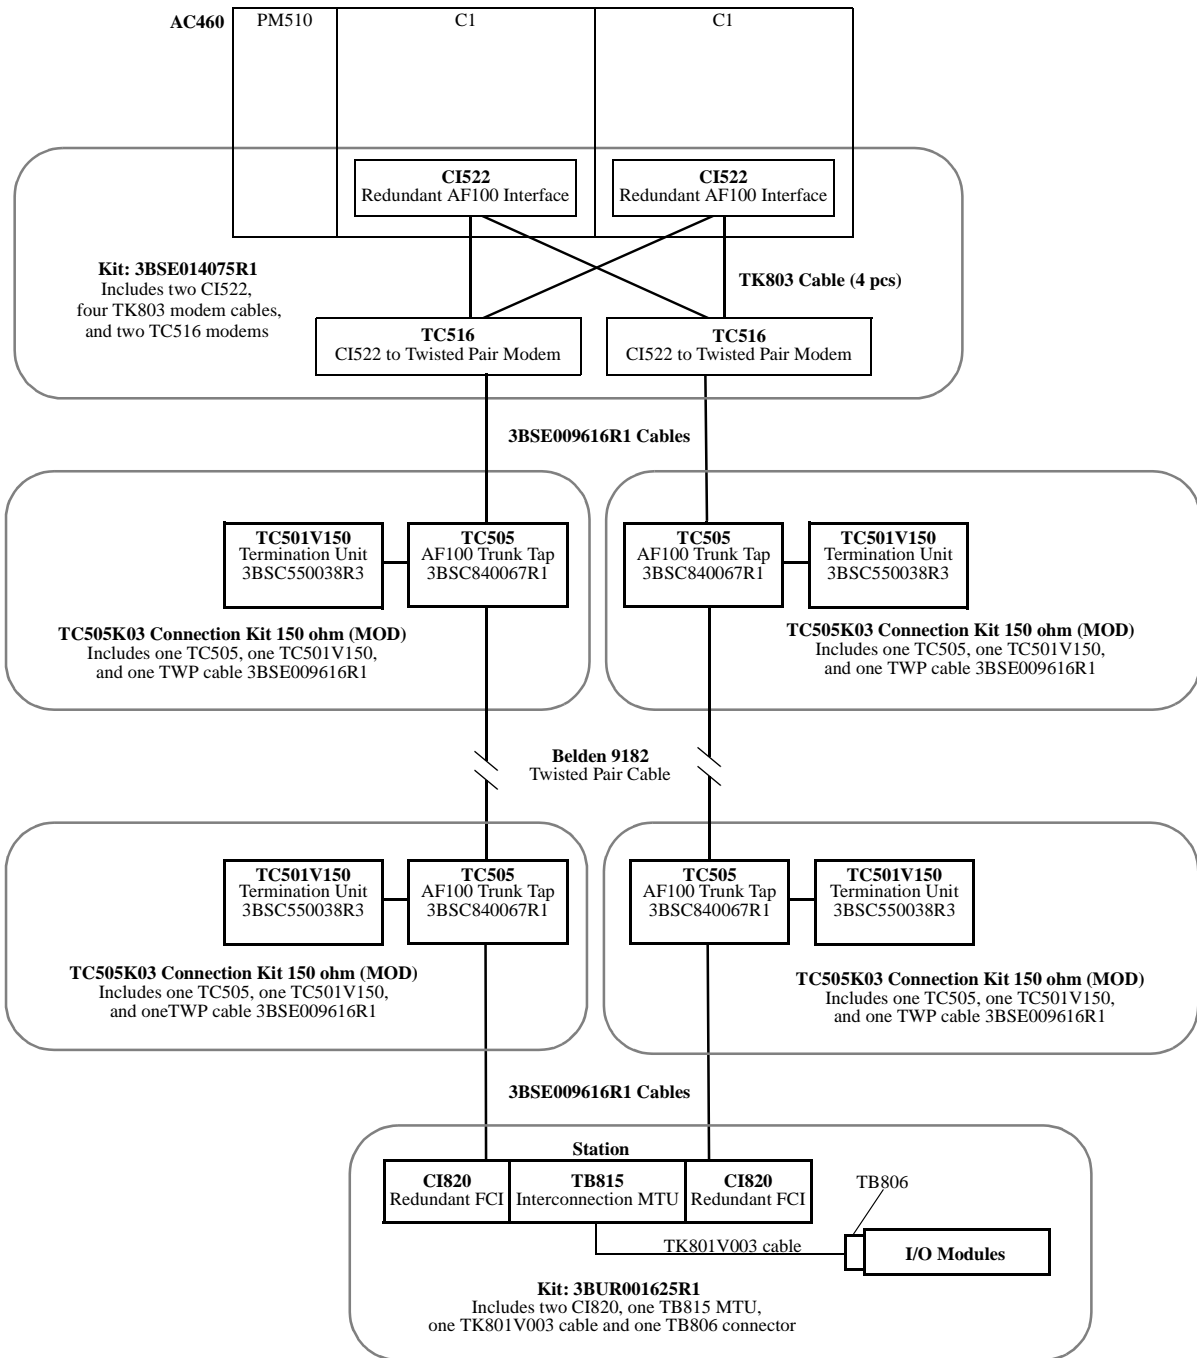 AC460
PM510
C1
C1
CI522
Redundant AF100 Interface
CI522
Redundant AF100 Interface
Kit: 3BSE014075R1
Includes two CI522,
four TK803 modem cables,
and two TC516 modems
TK803 Cable (4 pcs)
TC516
CI522 to Twisted Pair Modem
TC516
CI522 to Twisted Pair Modem
3BSE009616R1 Cables
TC501V150
Termination Unit
3BSC550038R3
TC505
AF100 Trunk Tap
3BSC840067R1
TC505
AF100 Trunk Tap
3BSC840067R1
TC501V150
Termination Unit
3BSC550038R3
TC505K03 Connection Kit 150 ohm (MOD)
Includes one TC505, one TC501V150,
and one TWP cable 3BSE009616R1
TC505K03 Connection Kit 150 ohm (MOD)
Includes one TC505, one TC501V150,
and one TWP cable 3BSE009616R1
Belden 9182
Twisted Pair Cable
TC501V150
Termination Unit
3BSC550038R3
TC505
AF100 Trunk Tap
3BSC840067R1
TC505
AF100 Trunk Tap
3BSC840067R1
TC501V150
Termination Unit
3BSC550038R3
TC505K03 Connection Kit 150 ohm (MOD)
Includes one TC505, one TC501V150,
and oneTWP cable 3BSE009616R1
TC505K03 Connection Kit 150 ohm (MOD)
Includes one TC505, one TC501V150,
and one TWP cable 3BSE009616R1
3BSE009616R1 Cables
Station
CI820
Redundant FCI
TB815
Interconnection MTU
CI820
Redundant FCI
TB806
TK801V003 cable
I/O Modules
Kit: 3BUR001625R1
Includes two CI820, one TB815 MTU,
one TK801V003 cable and one TB806 connector